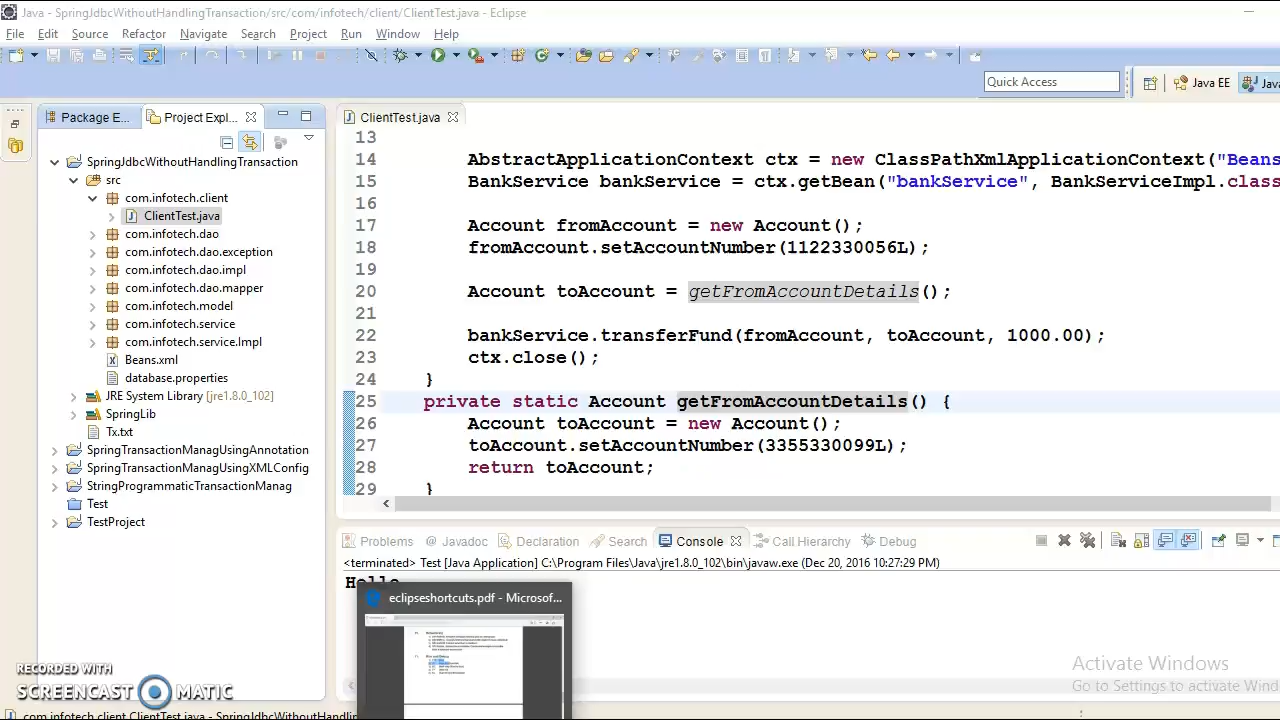 Java - SpringJdbcWithoutHandlingTransaction/src/com/infotech/client/ClientTest.java - Eclipse
File Edit Source Refactor Navigate Search Project Run Window Help
Quick Access
Java EE
Java
Package E...
Project Expl...
SpringJdbcWithoutHandlingTransaction
src
com.infotech.client
ClientTest.java
com.infotech.dao
com.infotech.dao.exception
com.infotech.dao.impl
com.infotech.dao.mapper
com.infotech.model
com.infotech.service
com.infotech.service.Impl
Beans.xml
database.properties
JRE System Library [jre1.8.0_102]
SpringLib
Tx.txt
SpringTransactionManagUsingAnnotation
SpringTransactionManagUsingXMLConfig
StringProgrammaticTransactionManag
Test
TestProject
ClientTest.java
13
14 AbstractApplicationContext ctx = new ClassPathXmlApplicationContext("Beans
15 BankService bankService = ctx.getBean("bankService", BankServiceImpl.class
16
17 Account fromAccount = new Account();
18 fromAccount.setAccountNumber(1122330056L);
19
20 Account toAccount = getFromAccountDetails();
21
22 bankService.transferFund(fromAccount, toAccount, 1000.00);
23 ctx.close();
24 }
25 private static Account getFromAccountDetails() {
26 Account toAccount = new Account();
27 toAccount.setAccountNumber(3355330099L);
28 return toAccount;
29 }
Problems @ Javadoc Declaration Search Console Call Hierarchy Debug
<terminated> Test [Java Application] C:\Program Files\Java\jre1.8.0_102\bin\javaw.exe (Dec 20, 2016 10:27:29 PM)
Hello
eclipseshortcuts.pdf - Microsof...
Activate Windows
Go to Settings to activate Wind
RECORDED WITH
SCREENCAST MATIC
com.infotech.client.ClientTest.java - SpringJdbcWithoutHandlin